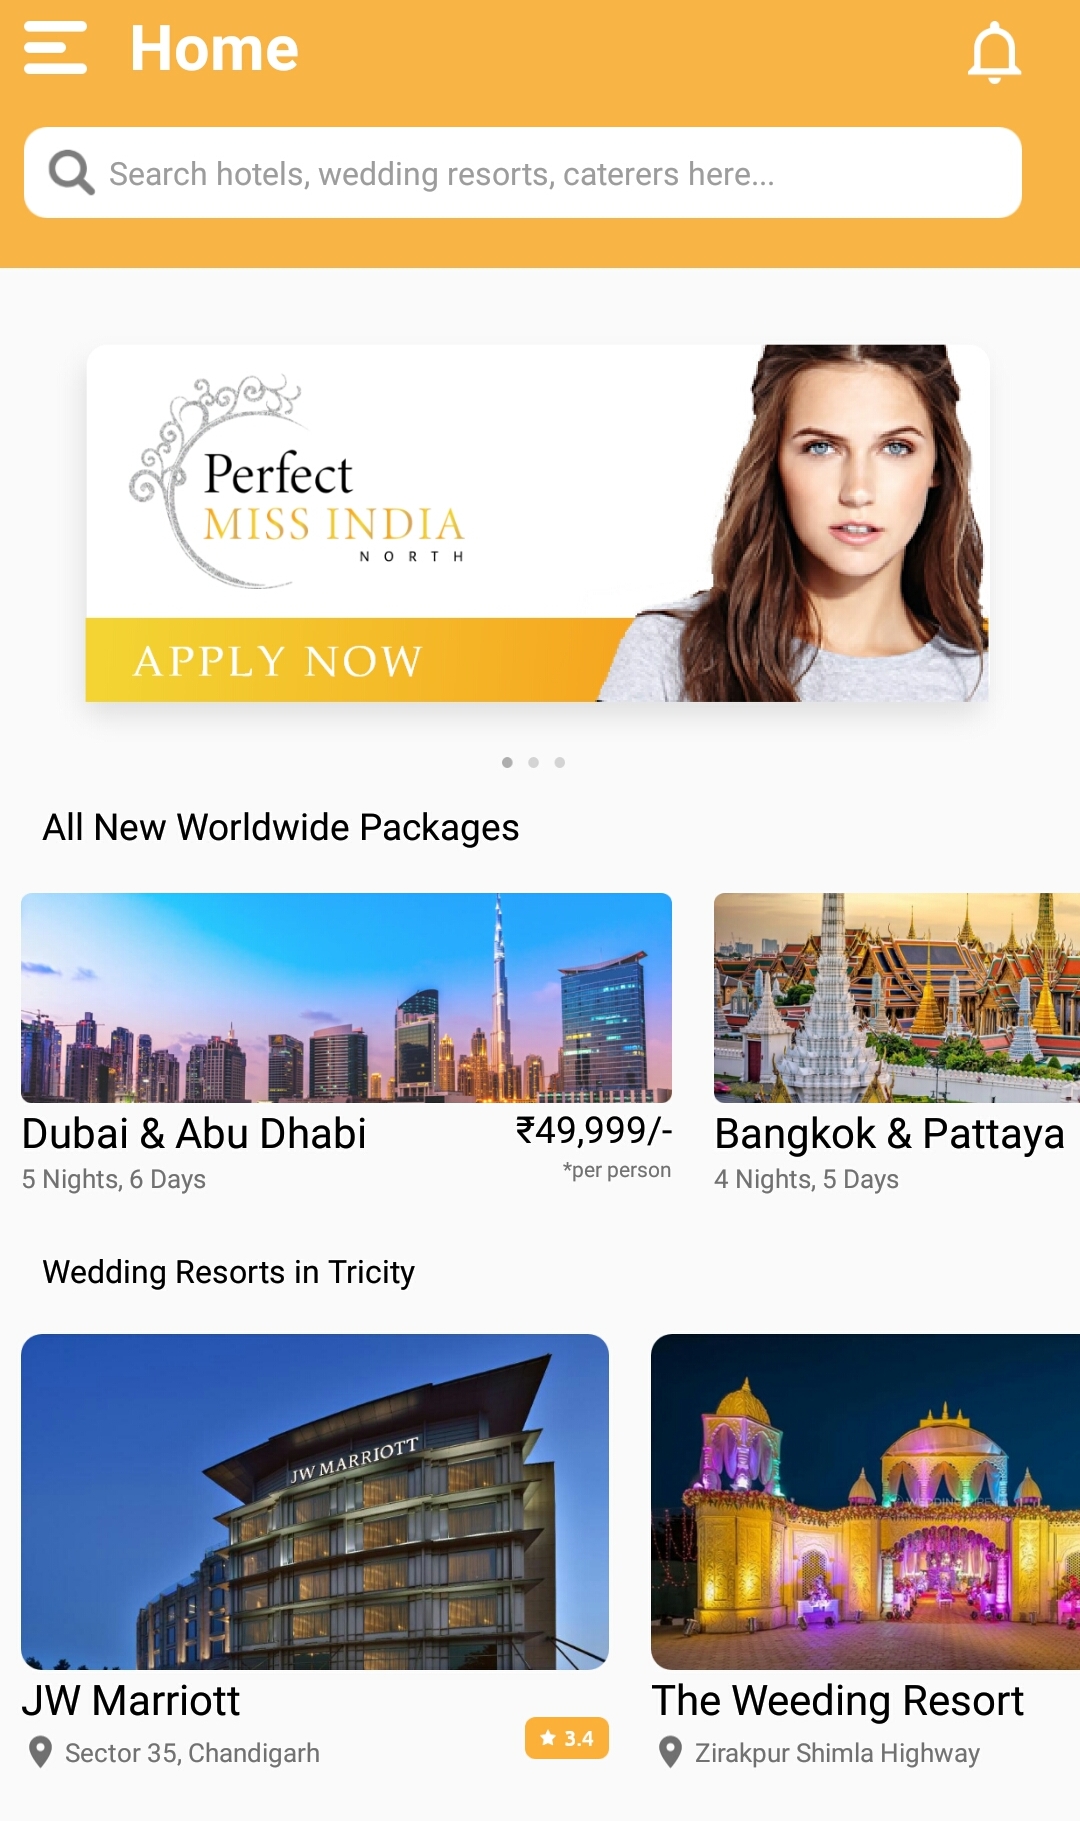 Home
Search hotels, wedding resorts, caterers here...
Perfect
MISS INDIA
NORTH
APPLY NOW
All New Worldwide Packages
Dubai & Abu Dhabi
₹49,999/-
5 Nights, 6 Days
*per person
Bangkok & Pattaya
4 Nights, 5 Days
Wedding Resorts in Tricity
JW MARRIOTT
JW Marriott
Sector 35, Chandigarh
3.4
The Weeding Resort
Zirakpur Shimla Highway